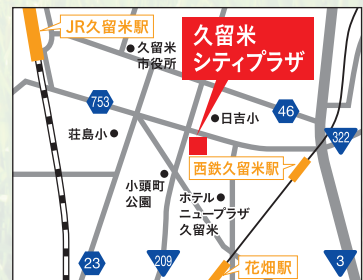 JR久留米駅
久留米
市役所
久留米
シティプラザ
753
46
荘島小
日吉小
322
西鉄久留米駅
小頭町
公園
ホテル
ニュープラザ
久留米
23
209
花畑駅
3